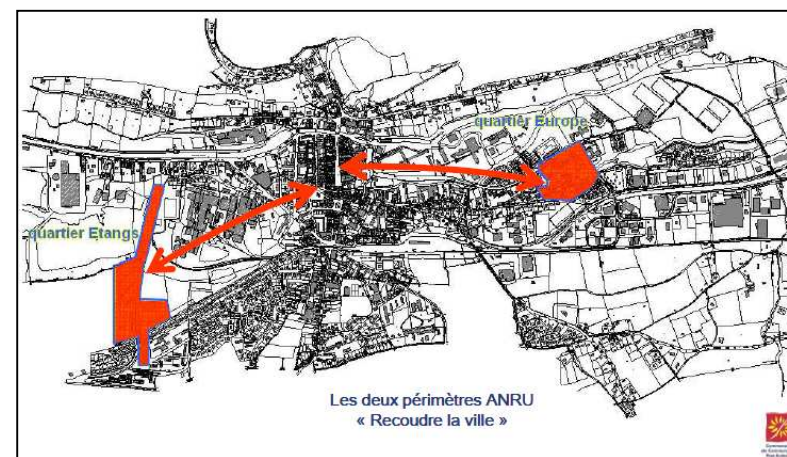 quartier Europe
quartier Etangs
Les deux périmètres ANRU
« Recoudre la ville »